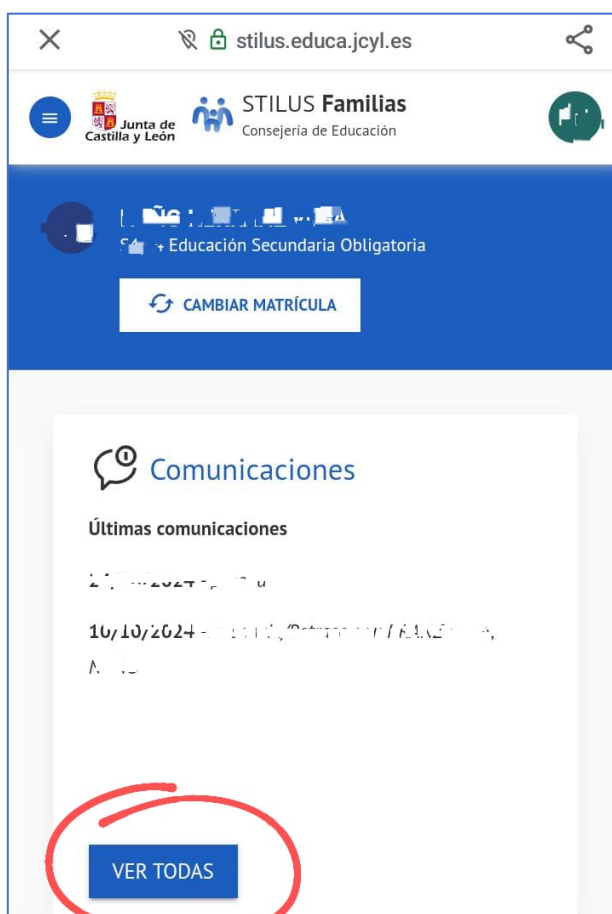 stilus.educa.jcyl.es
Junta de
Castilla y León
STILUS Familias
Consejería de Educación
Educación Secundaria Obligatoria
CAMBIAR MATRÍCULA
Comunicaciones
Últimas comunicaciones
10/10/2024 -
VER TODAS